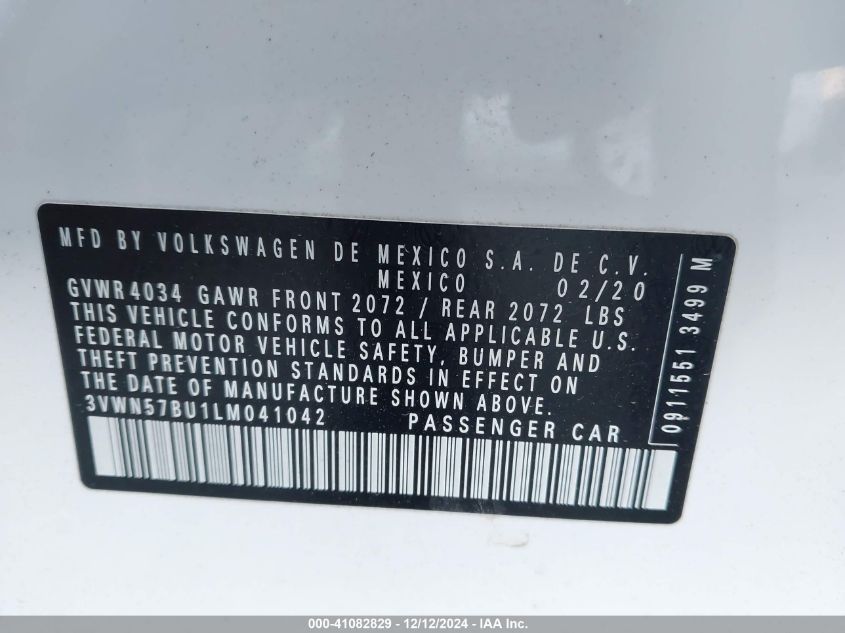 MFD BY VOLKSWAGEN DE MEXICO S.A. DE C.V.
MEXICO 02/20
GVWR 4034 GAWR FRONT 2072 / REAR 2072 LBS
THIS VEHICLE CONFORMS TO ALL APPLICABLE U.S.
FEDERAL MOTOR VEHICLE SAFETY, BUMPER AND
THEFT PREVENTION STANDARDS IN EFFECT ON
THE DATE OF MANUFACTURE SHOWN ABOVE.
3VWN57BU1LM041042 PASSENGER CAR
0911551 3499 M
000-41082829 - 12/12/2024 - IAA Inc.